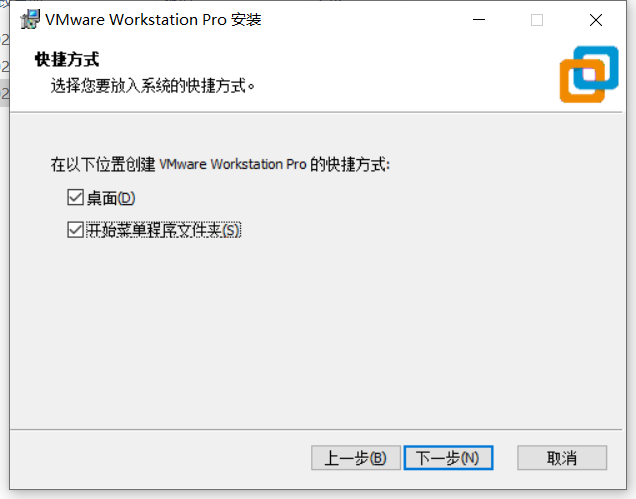 VMware Workstation Pro 安装
快捷方式
选择您要放入系统的快捷方式。
在以下位置创建 VMware Workstation Pro 的快捷方式:
桌面(D)
开始菜单程序文件夹(S)
上一步(B) 下一步(N) 取消